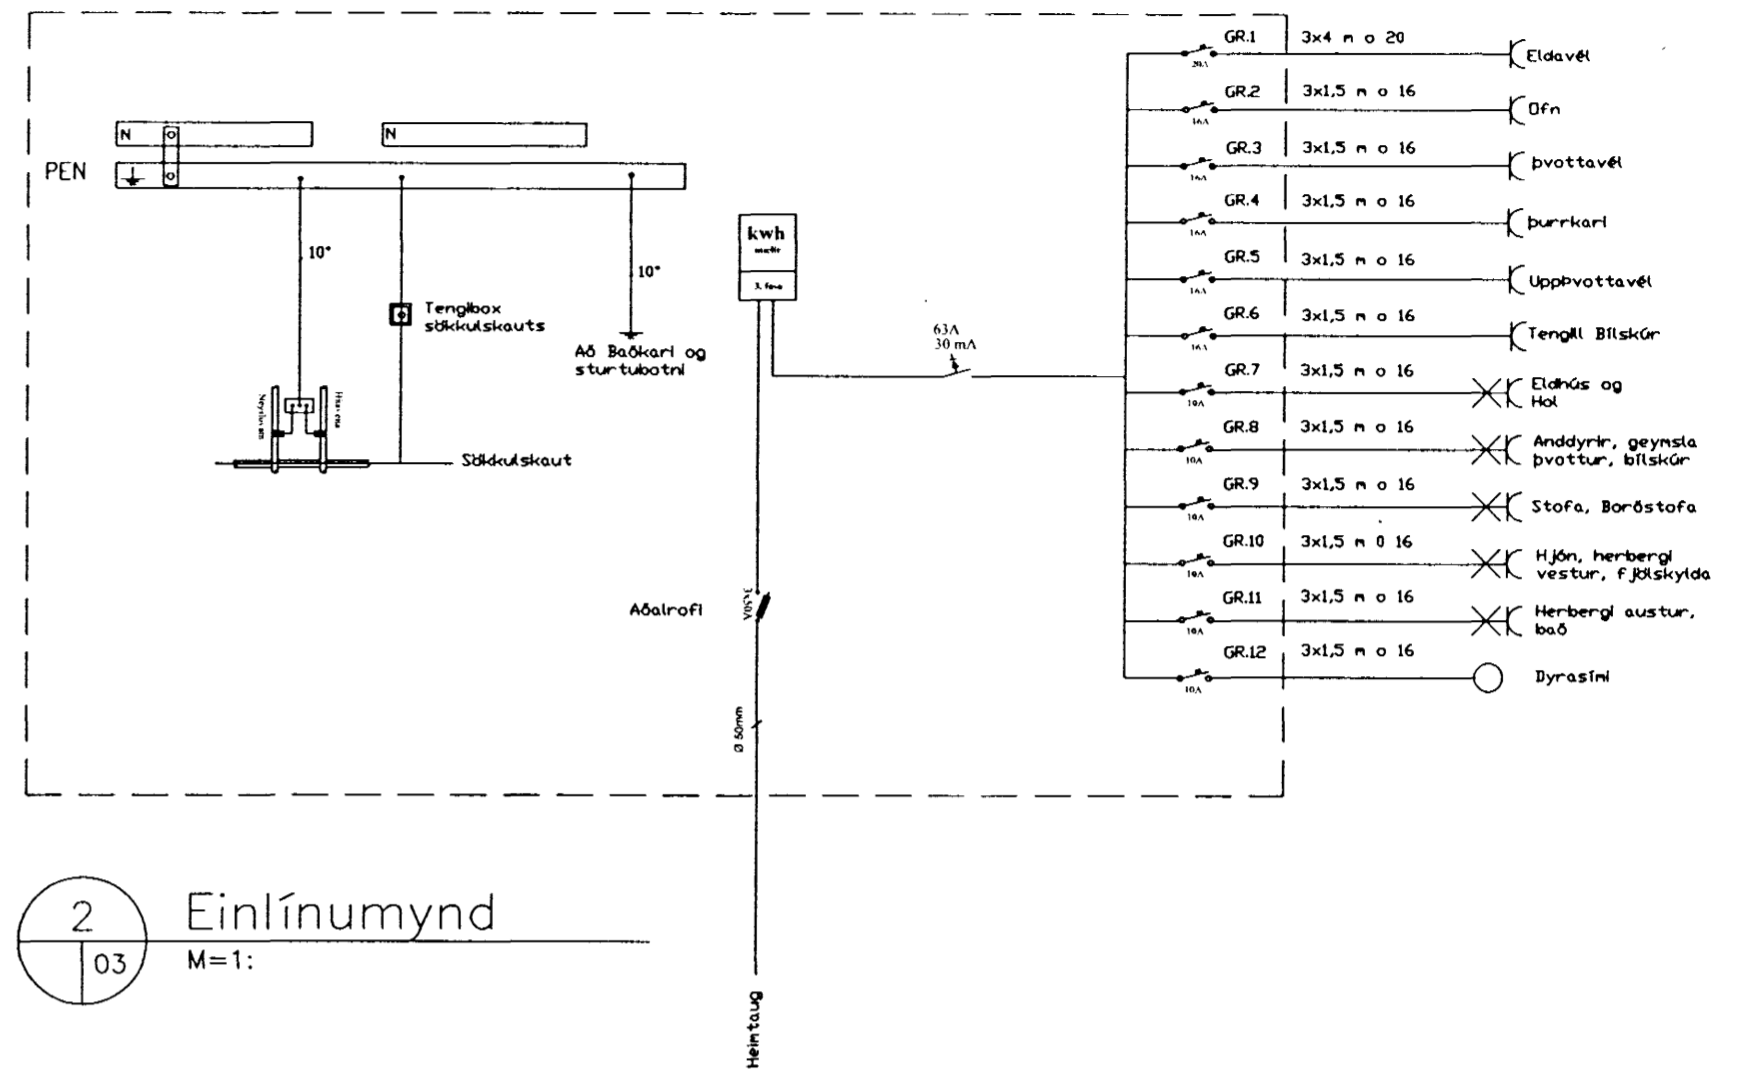 GR.1 3x4 m o 20
20A
Eldavél
GR.2 3x1,5 m o 16
16A
Ofn
GR.3 3x1,5 m o 16
16A
Þvottavél
GR.4 3x1,5 m o 16
16A
Þurrkari
GR.5 3x1,5 m o 16
16A
Uppþvottavél
GR.6 3x1,5 m o 16
16A
Tengill Bílskúr
GR.7 3x1,5 m o 16
10A
Eldhús og
Hol
GR.8 3x1,5 m o 16
10A
Anddyrir, geymsla
Þvottur, bílskúr
GR.9 3x1,5 m o 16
10A
Stofa, Borðstofa
GR.10 3x1,5 m 0 16
10A
Hjón, herbergi
vestur, fjölskylda
GR.11 3x1,5 m o 16
10A
Herbergi austur,
bað
GR.12 3x1,5 m o 16
10A
Dyrasími
N
N
PEN
10"
10"
Tengibox
sökkulskauts
Að Baðkari og
sturtubotni
Sökkulskaut
kwh
mælir
3. fasa
63A
30 mA
Aðalrofi
3x50A
Ø 50mm
Heimtaug
2
03
Einlínumynd
M=1: